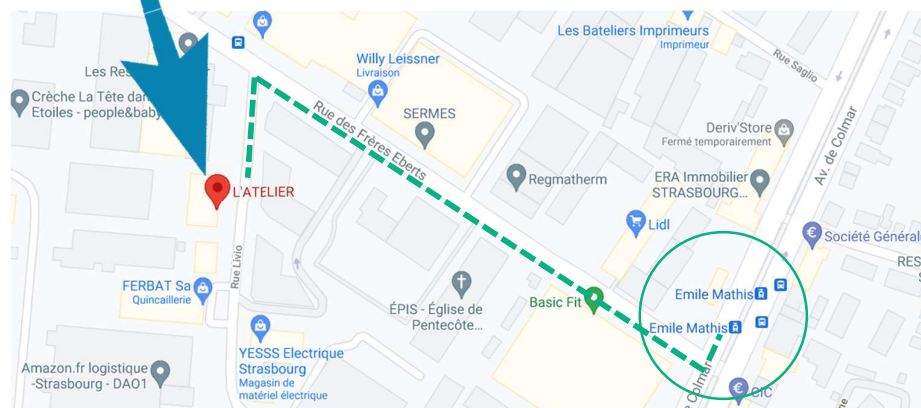 Les Bateliers Imprimeurs
Imprimeur
Rue Saglio
Willy Leissner
Livraison
Les Res
Crèche La Tête dan
Etoiles - people&baby
SERMES
Rue des Frères Eberts
Deriv'Store
Fermé temporairement
Av. de Colmar
ERA Immobilier
STRASBOURG...
Regmatherm
L'ATELIER
Lidl
Société Général
RES
Rue Livio
FERBAT Sa
Quincaillerie
Emile Mathis
Basic Fit
ÉPIS - Église de
Pentecôte...
Emile Mathis
YESSS Electrique
Strasbourg
Magasin de
matériel électrique
Amazon.fr logistique
-Strasbourg - DAO1
de Colmar
CIC